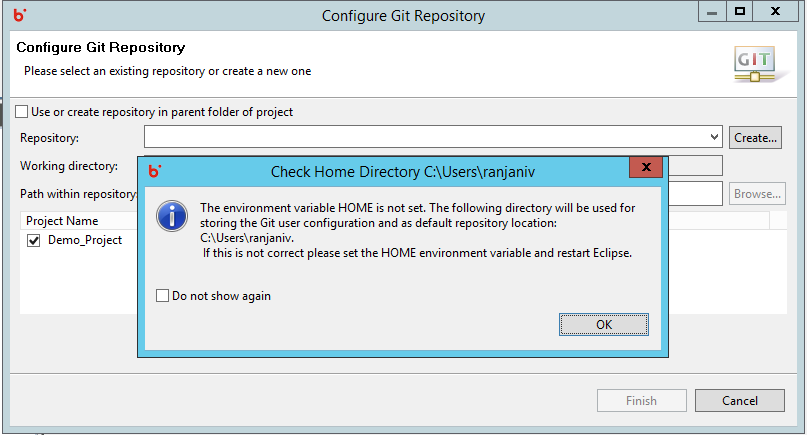 Configure Git Repository
Configure Git Repository
Please select an existing repository or create a new one
GIT
Use or create repository in parent folder of project
Repository:
Create...
Working directory:
Path within repository:
Browse...
Project Name
Demo_Project
Check Home Directory C:\Users\ranjaniv
The environment variable HOME is not set. The following directory will be used for
storing the Git user configuration and as default repository location:
C:\Users\ranjaniv.
If this is not correct please set the HOME environment variable and restart Eclipse.
Do not show again
OK
Finish
Cancel